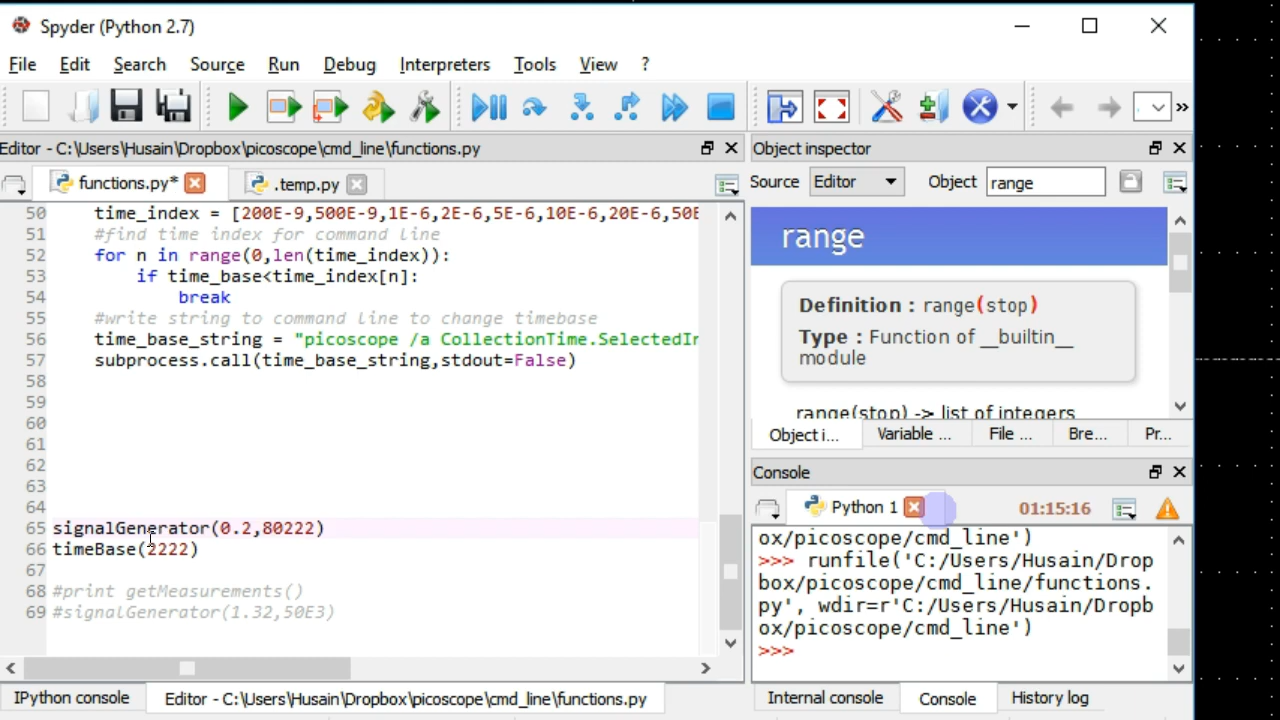 Spyder (Python 2.7)
File Edit Search Source Run Debug Interpreters Tools View ?
Editor - C:\Users\Husain\Dropbox\picoscope\cmd_line\functions.py
functions.py* .temp.py
50 time_index = [200E-9,500E-9,1E-6,2E-6,5E-6,10E-6,20E-6,50E
51 #find time index for command line
52 for n in range(0,len(time_index)):
53 if time_base<time_index[n]:
54 break
55 #write string to command line to change timebase
56 time_base_string = "picoscope /a CollectionTime.SelectedIn
57 subprocess.call(time_base_string,stdout=False)
58
59
60
61
62
63
64
65 signalGenerator(0.2,80222)
66 timeBase(2222)
67
68 #print getMeasurements()
69 #signalGenerator(1.32,50E3)
IPython console Editor - C:\Users\Husain\Dropbox\picoscope\cmd_line\functions.py
Object inspector
Source Editor Object range
range
Definition : range(stop)
Type : Function of __builtin__
module
range(stop) -> list of integers
Object i... Variable ... File ... Bre... Pr...
Console
Python 1 01:15:16
ox/picoscope/cmd_line')
>>> runfile('C:/Users/Husain/Drop
box/picoscope/cmd_line/functions.
py', wdir=r'C:/Users/Husain/Dropb
ox/picoscope/cmd_line')
>>>
Internal console Console History log